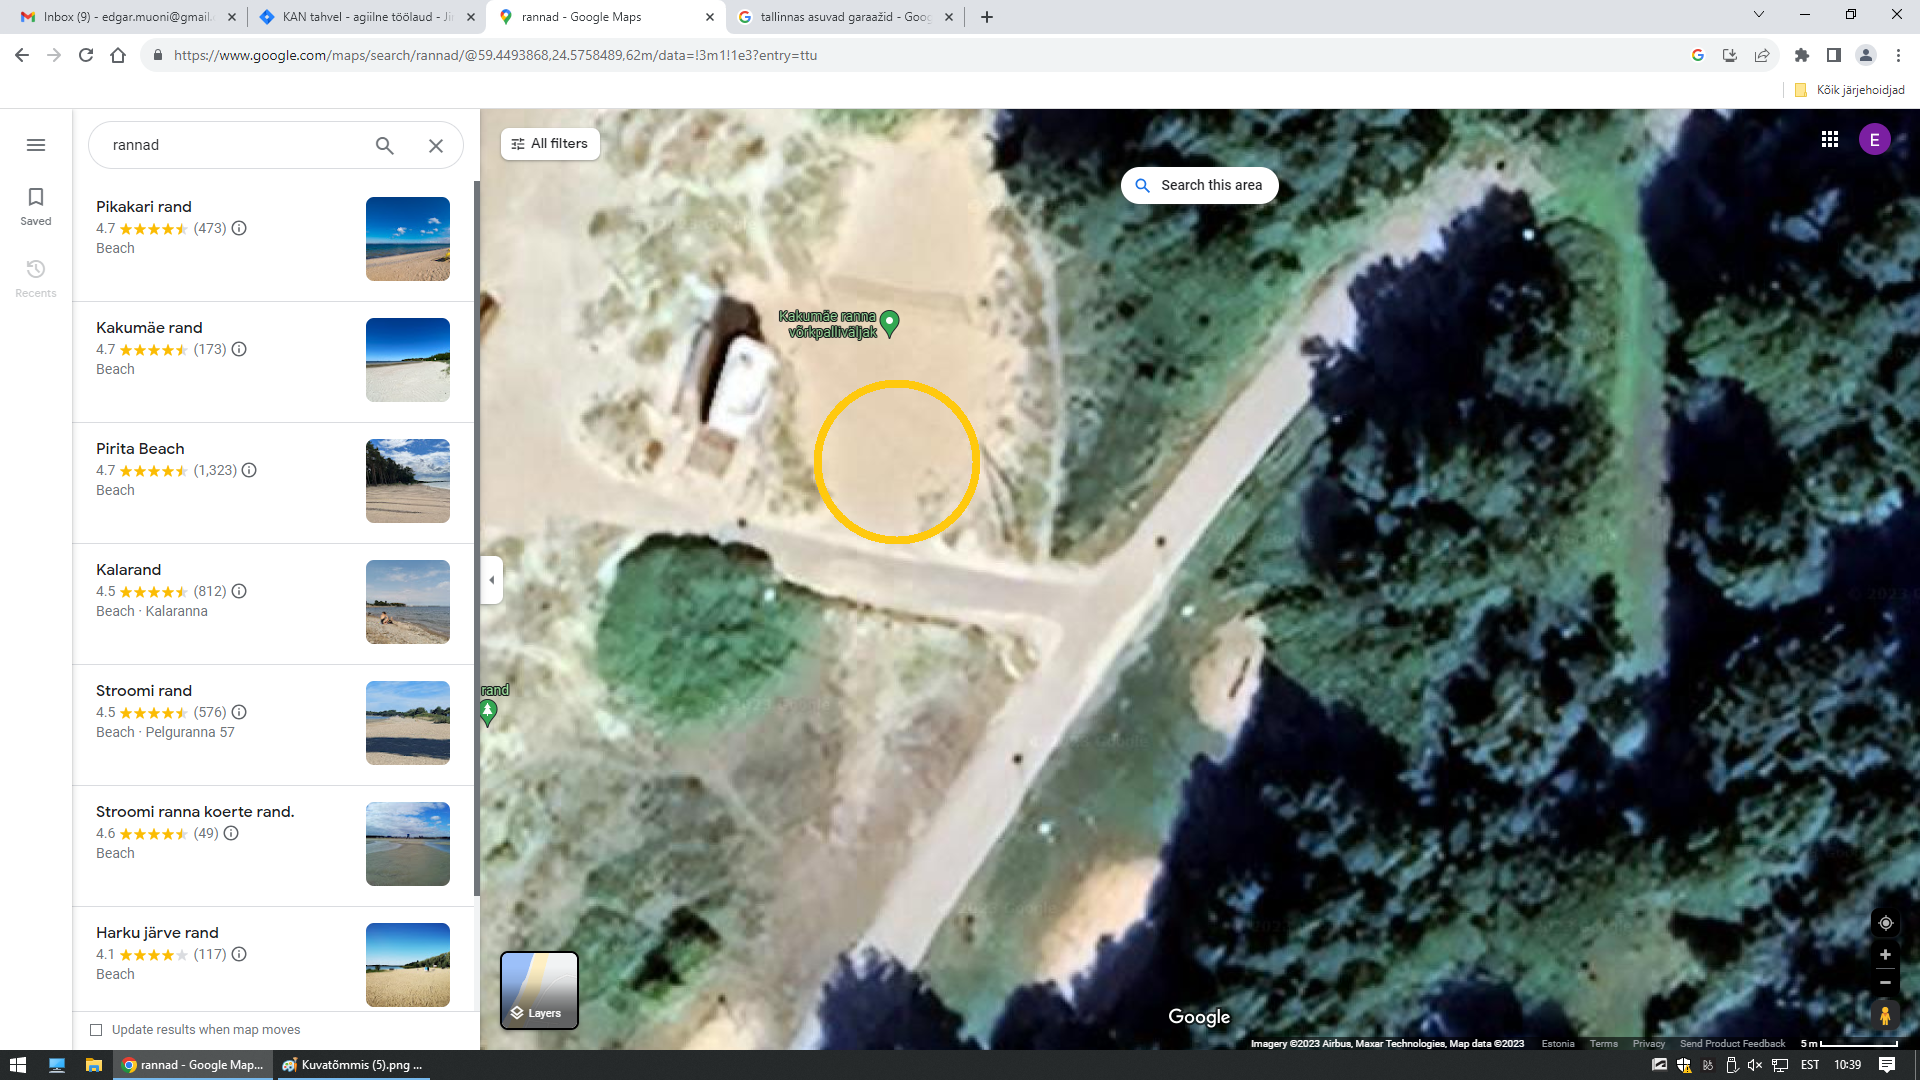 Inbox (9) - edgar.muoni@gmail.
KAN tahvel - agiilne töölaud - Jir
rannad - Google Maps
tallinnas asuvad garaažid - Goog
https://www.google.com/maps/search/rannad/@59.4493868,24.5758489,62m/data=!3m1!1e3?entry=ttu
Kõik järjehoidjad
rannad
Saved
Recents
Pikakari rand
4.7 (473)
Beach
Kakumäe rand
4.7 (173)
Beach
Pirita Beach
4.7 (1,323)
Beach
Kalarand
4.5 (812)
Beach · Kalaranna
Stroomi rand
4.5 (576)
Beach · Pelguranna 57
Stroomi ranna koerte rand.
4.6 (49)
Beach
Harku järve rand
4.1 (117)
Beach
Update results when map moves
All filters
Search this area
E
Kakumäe ranna
võrkpalliväljak
rand
Layers
Google
Imagery ©2023 Airbus, Maxar Technologies, Map data ©2023
Estonia
Terms
Privacy
Send Product Feedback
5 m
rannad - Google Map...
Kuvatõmmis (5).png ...
EST
10:39